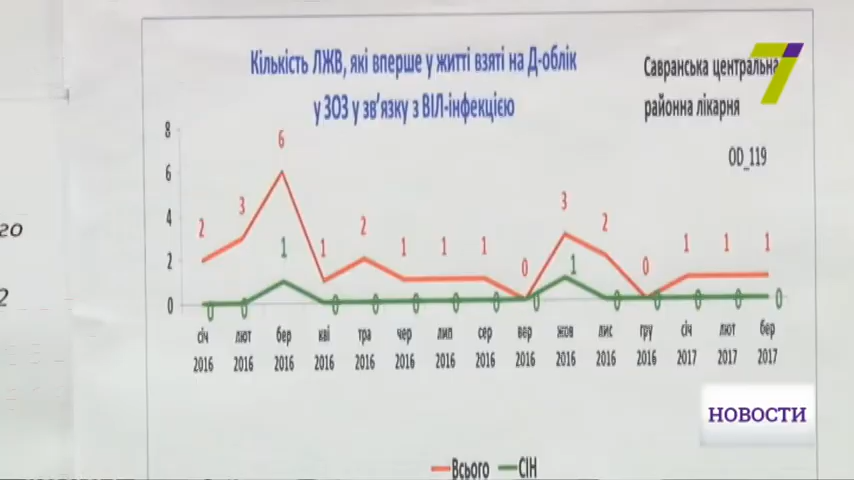 Кількість ЛЖВ, які вперше у житті взяті на Д-облік
у ЗОЗ у зв'язку з ВІЛ-інфекцією
Савранська центральна
районна лікарня
OD_119
7
8
6
4
2
0
2 3 6 1 2 1 1 1 0 3 2 0 1 1 1
0 0 1 0 0 0 0 0 0 1 0 0 0 0 0
січ лют бер кві тра чер лип сер вер жов лис гру січ лют бер
2016 2016 2016 2016 2016 2016 2016 2016 2016 2016 2016 2016 2017 2017 2017
Всього СІН
го
2
НОВОСТИ